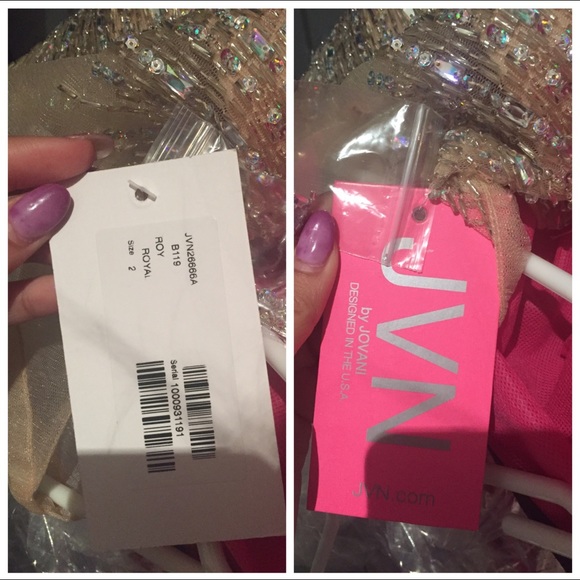 JVN26666A
B119
ROY
ROYAL
Size 2
Serial 1000931191
JVN
by JOVANI
DESIGNED IN THE U.S.A
JVN.com